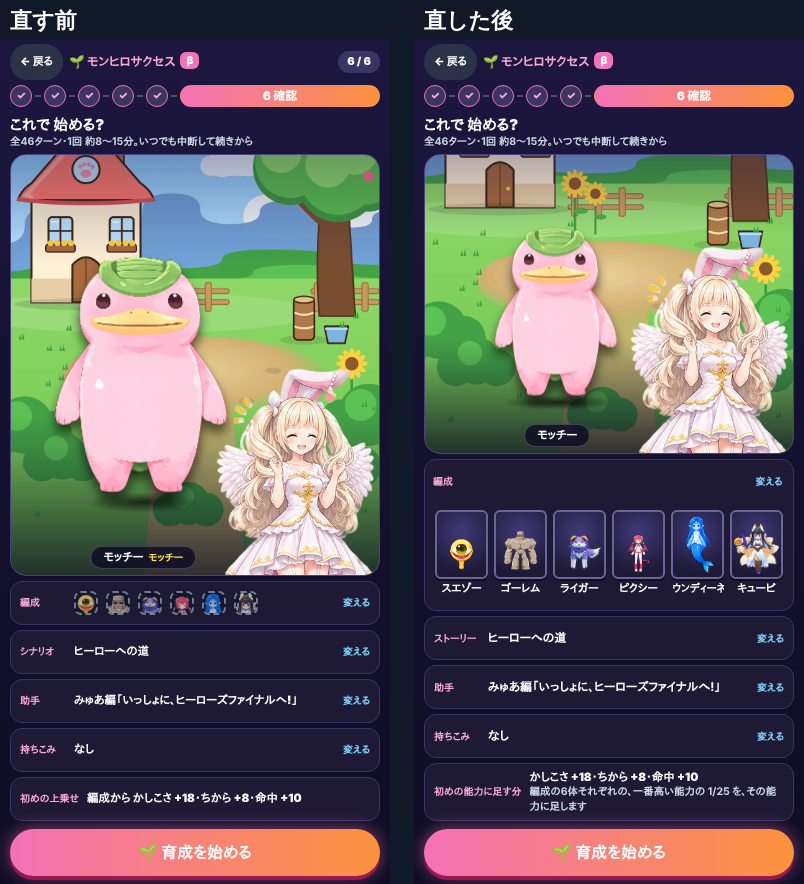 直す前
← 戻る
🌱 モンヒロサクセス β
6 / 6
6 確認
これで 始める?
全46ターン・1回 約8〜15分。いつでも中断して続きから
モッチー モッチー
編成
変える
シナリオ ヒーローへの道 変える
助手 みゅあ編「いっしょに、ヒーローズファイナルへ!」 変える
持ちこみ なし 変える
初めの上乗せ 編成から かしこさ +18・ちから +8・命中 +10
🌱 育成を始める
直した後
← 戻る
🌱 モンヒロサクセス β
6 確認
これで 始める?
全46ターン・1回 約8〜15分。いつでも中断して続きから
モッチー
編成 変える
スエゾー ゴーレム ライガー ピクシー ウンディーネ キュービ
ストーリー ヒーローへの道 変える
助手 みゅあ編「いっしょに、ヒーローズファイナルへ!」 変える
持ちこみ なし 変える
初めの能力に足す分
かしこさ +18・ちから +8・命中 +10
編成の6体それぞれの、一番高い能力の 1/25 を、その能
力に足します
🌱 育成を始める